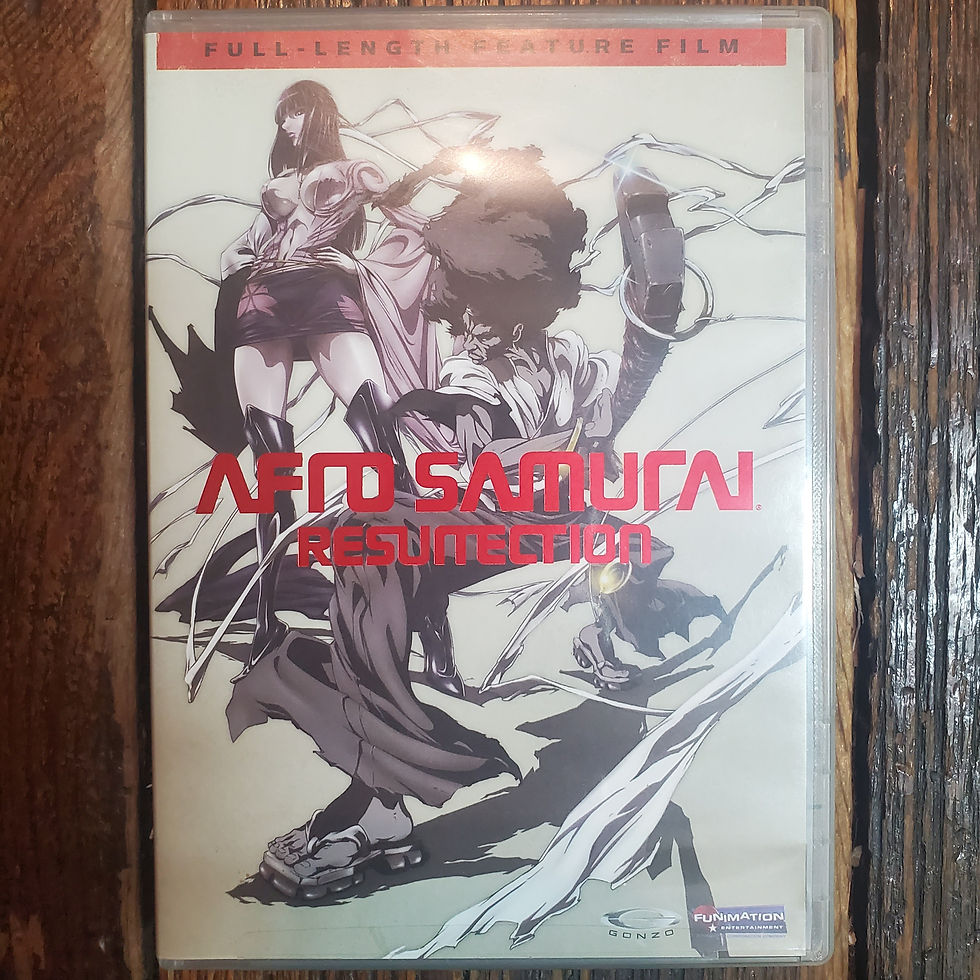 FULL-LENGTH FEATURE FILM
AFRO SAMURAI®
RESURRECTION
GONZO
FUNIMATION
ENTERTAINMENT